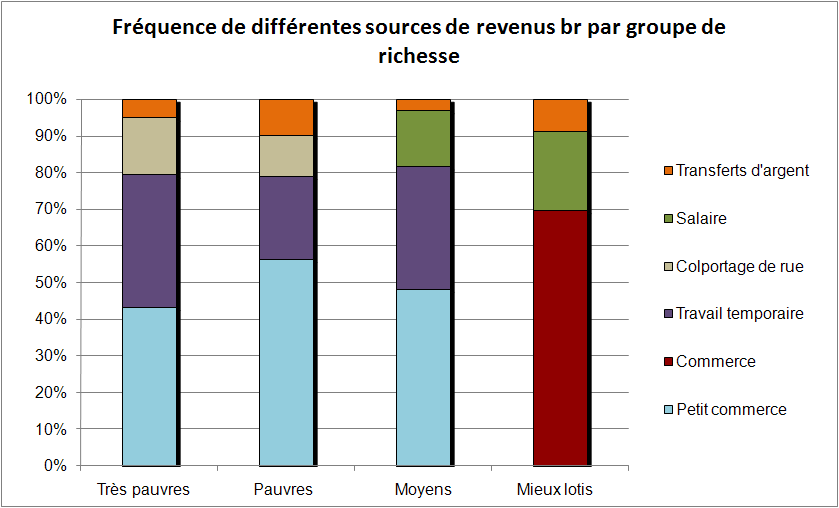 Fréquence de différentes sources de revenus br par groupe de
richesse
100%
90%
80%
70%
60%
50%
40%
30%
20%
10%
0%
Très pauvres
Pauvres
Moyens
Mieux lotis
Transferts d'argent
Salaire
Colportage de rue
Travail temporaire
Commerce
Petit commerce